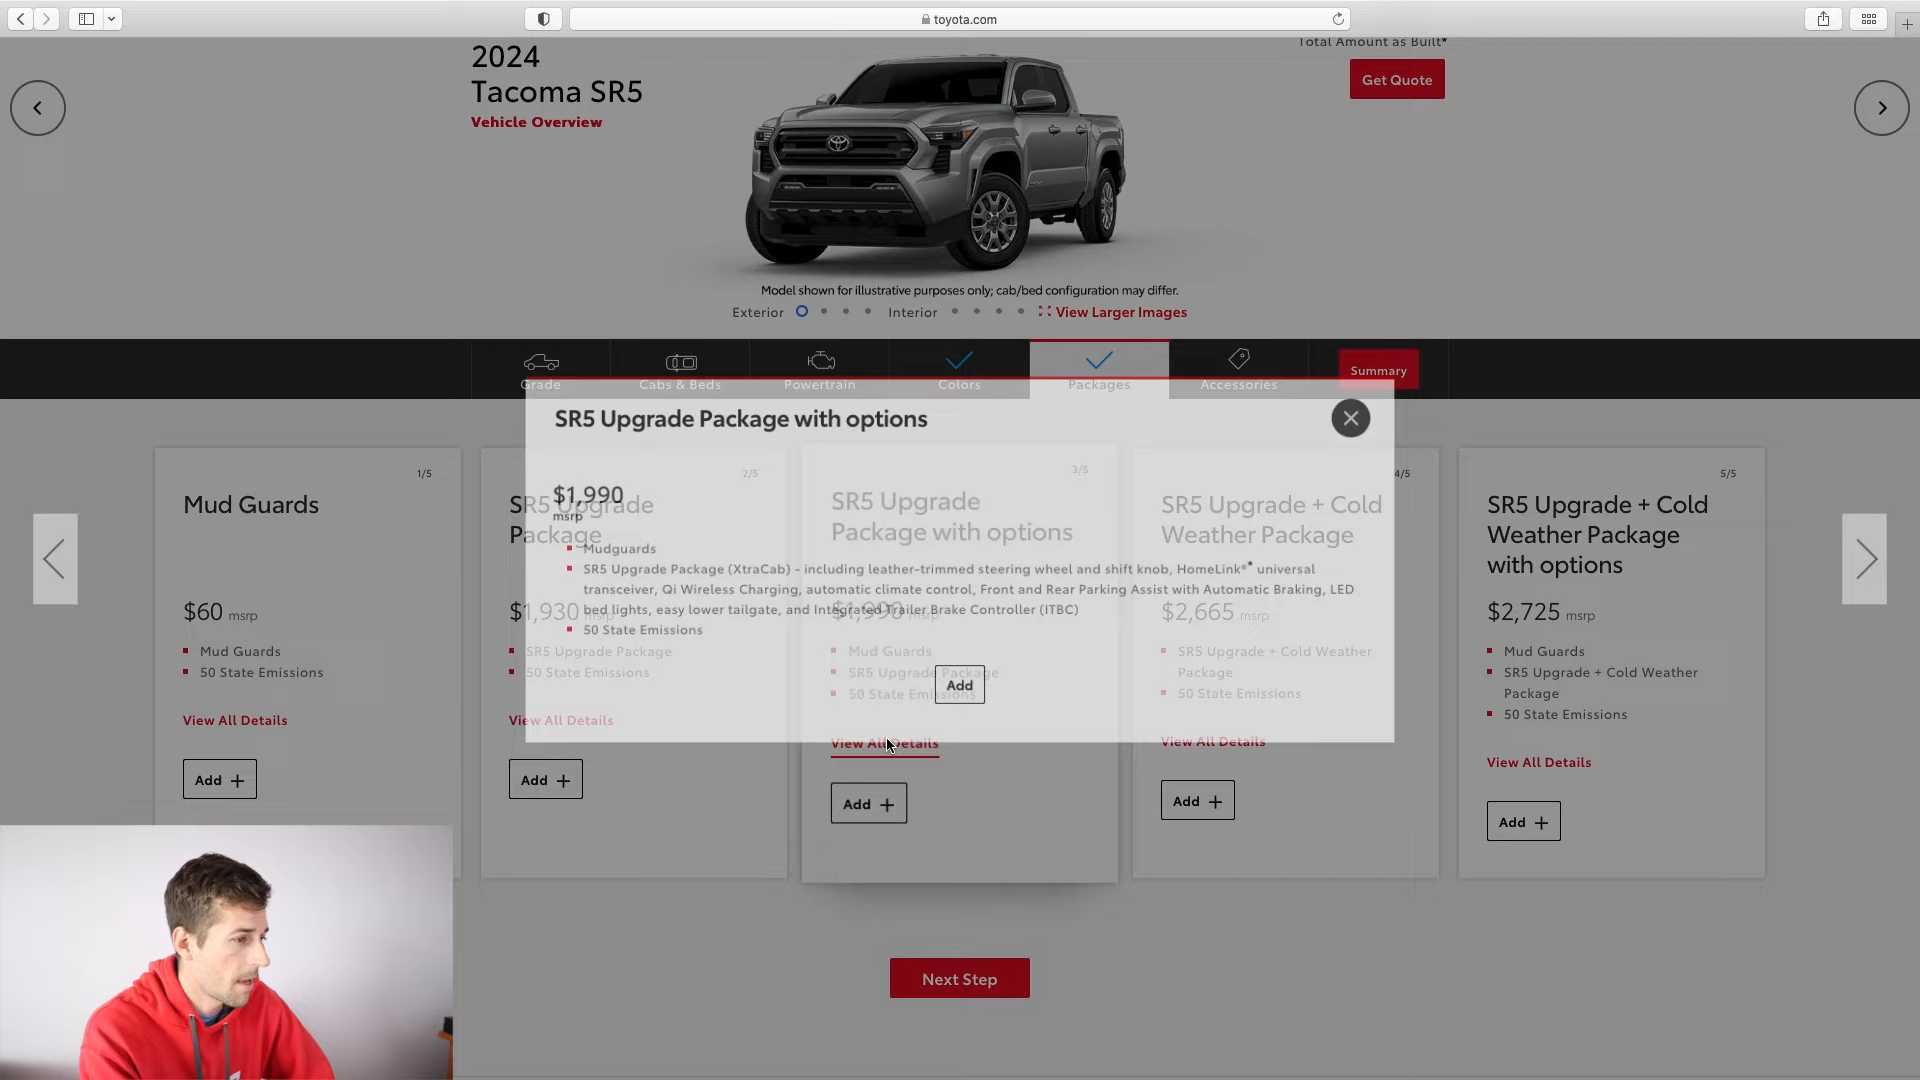 toyota.com
2024
Tacoma SR5
Vehicle Overview
Total Amount as Built*
Get Quote
Model shown for illustrative purposes only; cab/bed configuration may differ.
Exterior
Interior
View Larger Images
Grade
Cabs & Beds
Powertrain
Colors
Packages
Accessories
Summary
SR5 Upgrade Package with options
$1,990
msrp
Mudguards
SR5 Upgrade Package (XtraCab) - including leather-trimmed steering wheel and shift knob, HomeLink®* universal
transceiver, Qi Wireless Charging, automatic climate control, Front and Rear Parking Assist with Automatic Braking, LED
bed lights, easy lower tailgate, and Integrated Trailer Brake Controller (ITBC)
50 State Emissions
Add
1/5
Mud Guards
$60 msrp
Mud Guards
50 State Emissions
View All Details
Add +
2/5
SR5 Upgrade
Package
$1,930 msrp
SR5 Upgrade Package
50 State Emissions
View All Details
Add +
3/5
SR5 Upgrade
Package with options
$1,990 msrp
Mud Guards
SR5 Upgrade Package
50 State Emissions
View All Details
Add +
4/5
SR5 Upgrade + Cold
Weather Package
$2,665 msrp
SR5 Upgrade + Cold Weather
Package
50 State Emissions
View All Details
Add +
5/5
SR5 Upgrade + Cold
Weather Package
with options
$2,725 msrp
Mud Guards
SR5 Upgrade + Cold Weather
Package
50 State Emissions
View All Details
Add +
Next Step